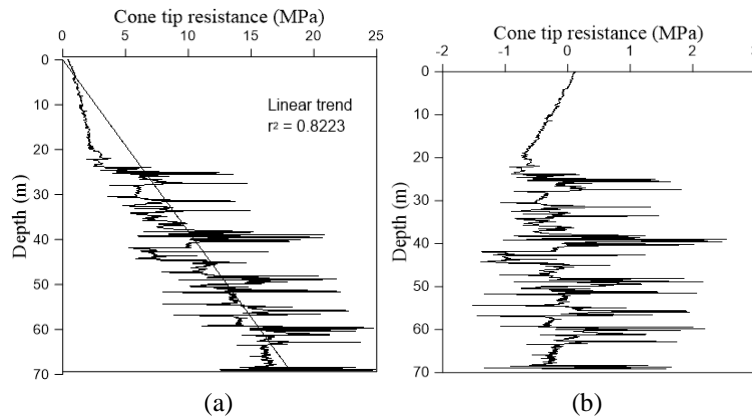 Cone tip resistance (MPa)
0 5 10 15 20 25
0
10
20
30
40
50
60
70
Depth (m)
Linear trend
r² = 0.8223
(a)
Cone tip resistance (MPa)
-2 -1 0 1 2 3
0
10
20
30
40
50
60
70
Depth (m)
(b)